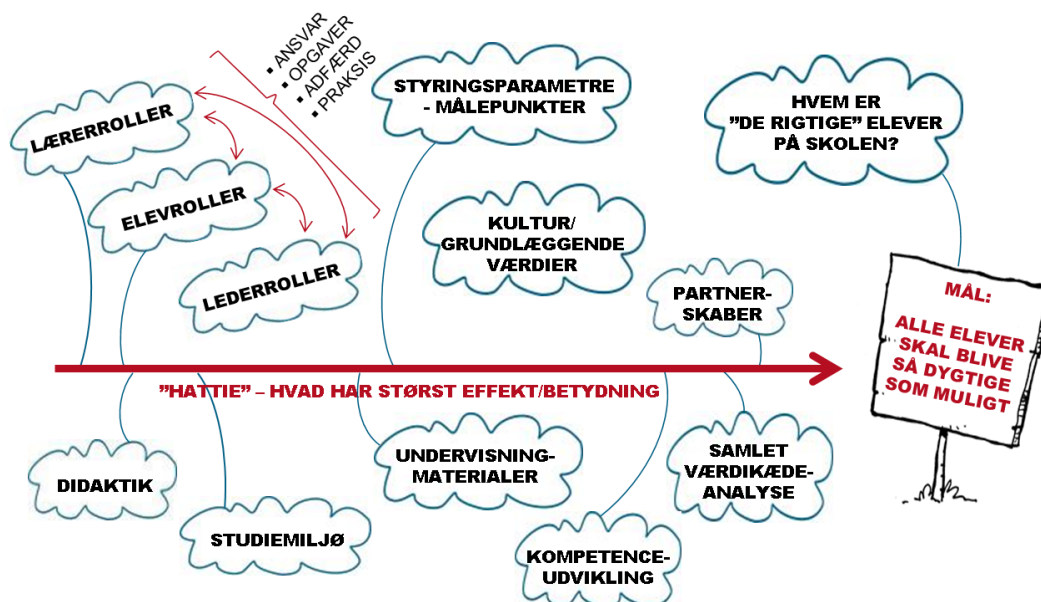 ▪ ANSVAR
▪ OPGAVER
▪ ADFÆRD
▪ PRAKSIS
LÆRERROLLER
ELEVROLLER
LEDERROLLER
STYRINGSPARAMETRE
- MÅLEPUNKTER
HVEM ER
”DE RIGTIGE” ELEVER
PÅ SKOLEN?
KULTUR/
GRUNDLÆGGENDE
VÆRDIER
PARTNER-
SKABER
MÅL:
ALLE ELEVER
SKAL BLIVE
SÅ DYGTIGE
SOM MULIGT
”HATTIE” – HVAD HAR STØRST EFFEKT/BETYDNING
DIDAKTIK
STUDIEMILJØ
UNDERVISNING-
MATERIALER
KOMPETENCE-
UDVIKLING
SAMLET
VÆRDIKÆDE-
ANALYSE